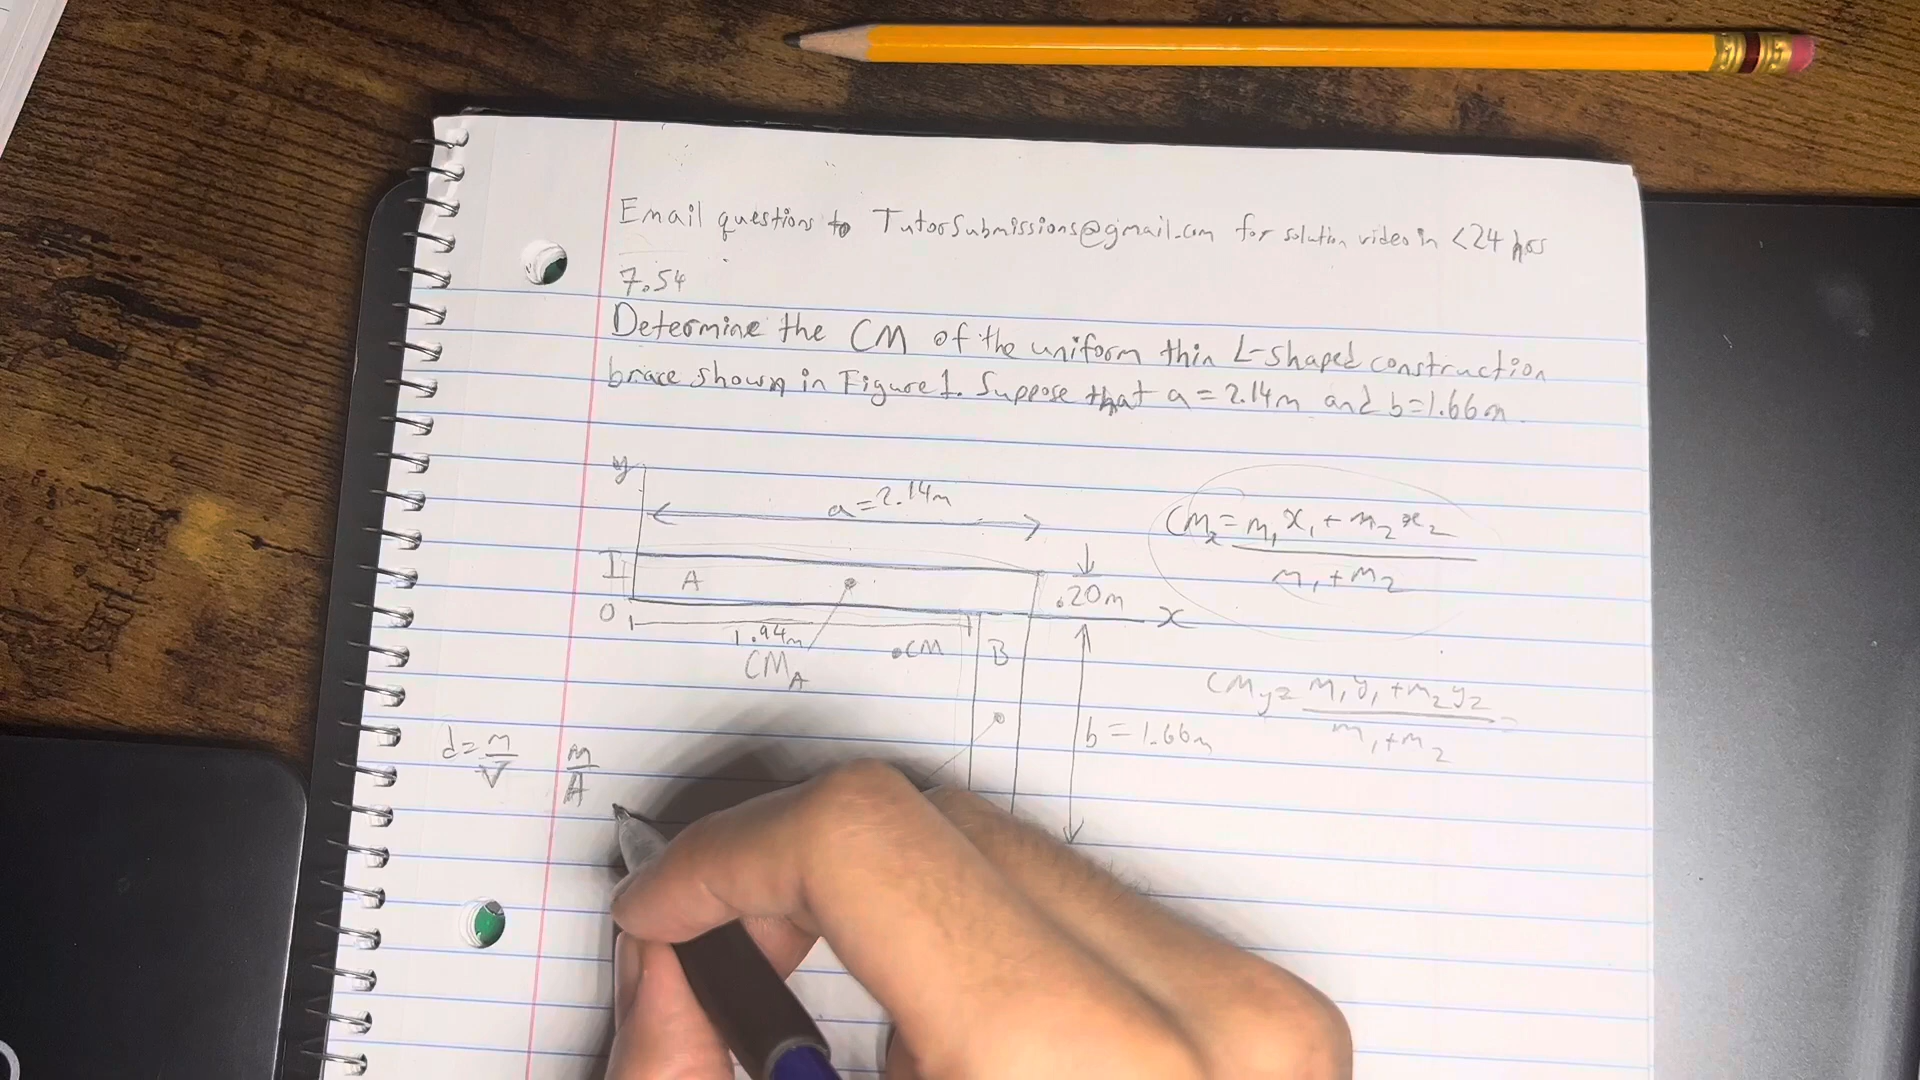 Email questions to TutorSubmissions@gmail.com for solution video in <24 hrs
7.54
Determine the CM of the uniform thin L-shaped construction
brace shown in Figure 1. Suppose that a = 2.14m and b = 1.66m
y
a = 2.14m
CMx = m1x1 + m2x2
m1 + m2
A
.20m
x
O
1.94m
CM
B
CMA
CMy = m1y1 + m2y2
m1 + m2
b = 1.66m
d = m
V
m
A